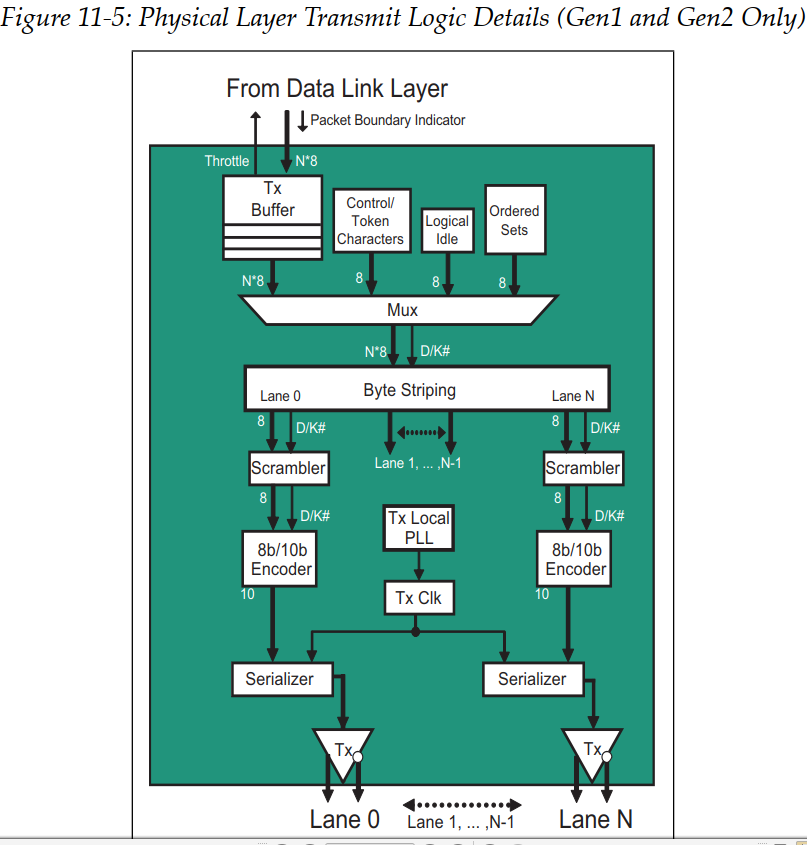 Figure 11-5: Physical Layer Transmit Logic Details (Gen1 and Gen2 Only)
From Data Link Layer
Packet Boundary Indicator
Throttle
N*8
Tx
Buffer
Control/
Token
Characters
Logical
Idle
Ordered
Sets
N*8
8
8
8
Mux
N*8
D/K#
Byte Striping
Lane 0
Lane N
8
D/K#
8
D/K#
Lane 1, ... ,N-1
Scrambler
Scrambler
8
D/K#
8
D/K#
Tx Local
PLL
8b/10b
Encoder
8b/10b
Encoder
10
10
Tx Clk
Serializer
Serializer
Tx
Tx
Lane 0
Lane 1, ... ,N-1
Lane N